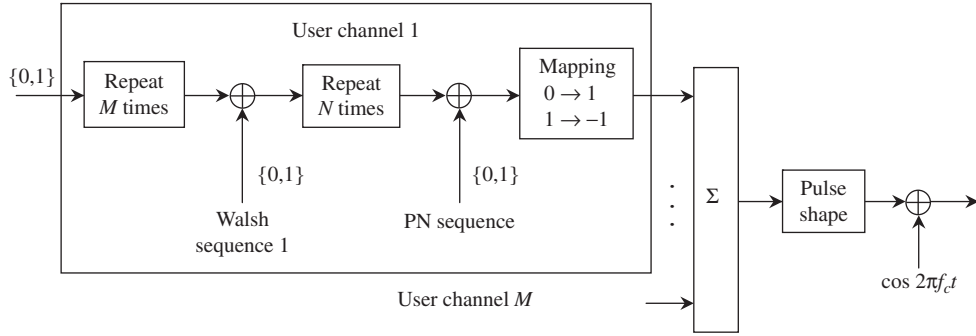 User channel 1
{0,1}
Repeat
M times
Repeat
N times
Mapping
0 → 1
1 → −1
{0,1}
{0,1}
Walsh
sequence 1
PN sequence
Σ
Pulse
shape
cos 2πf_c t
User channel M